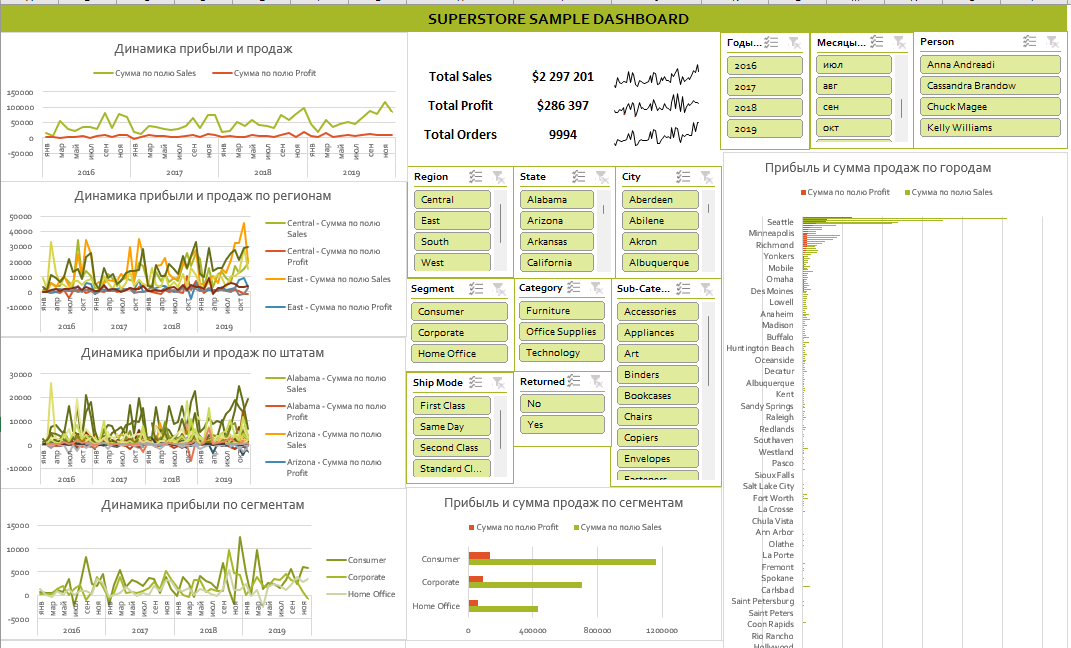 SUPERSTORE SAMPLE DASHBOARD
Динамика прибыли и продаж
Сумма по полю Sales
Сумма по полю Profit
150000
100000
50000
0
-50000
янв мар май июл сен ноя янв мар май июл сен ноя янв мар май июл сен ноя янв мар май июл сен ноя
2016 2017 2018 2019
Total Sales $2 297 201
Total Profit $286 397
Total Orders 9994
Годы...
2016
2017
2018
2019
Месяцы...
июл
авг
сен
окт
Person
Anna Andreadi
Cassandra Brandow
Chuck Magee
Kelly Williams
Динамика прибыли и продаж по регионам
50000
40000
30000
20000
10000
0
-10000
янв апр июл окт янв апр июл окт янв апр июл окт янв апр июл окт
2016 2017 2018 2019
Central - Сумма по полю
Sales
Central - Сумма по полю
Profit
East - Сумма по полю Sales
East - Сумма по полю Profit
Region
Central
East
South
West
State
Alabama
Arizona
Arkansas
California
City
Aberdeen
Abilene
Akron
Albuquerque
Динамика прибыли и продаж по штатам
30000
20000
10000
0
-10000
янв апр июл окт янв апр июл окт янв апр июл окт янв апр июл окт
2016 2017 2018 2019
Alabama - Сумма по полю
Sales
Alabama - Сумма по полю
Profit
Arizona - Сумма по полю
Sales
Arizona - Сумма по полю
Profit
Segment
Consumer
Corporate
Home Office
Category
Furniture
Office Supplies
Technology
Sub-Cate...
Accessories
Appliances
Art
Binders
Bookcases
Chairs
Copiers
Envelopes
Fasteners
Ship Mode
First Class
Same Day
Second Class
Standard Cl...
Returned
No
Yes
Динамика прибыли по сегментам
15000
10000
5000
0
-5000
янв мар май июл сен ноя янв мар май июл сен ноя янв мар май июл сен ноя янв мар май июл сен ноя
2016 2017 2018 2019
Consumer
Corporate
Home Office
Прибыль и сумма продаж по сегментам
Сумма по полю Profit
Сумма по полю Sales
Consumer
Corporate
Home Office
0 400000 800000 1200000
Прибыль и сумма продаж по городам
Сумма по полю Profit
Сумма по полю Sales
Seattle
Minneapolis
Richmond
Yonkers
Mobile
Omaha
Des Moines
Lowell
Anaheim
Madison
Buffalo
Huntington Beach
Oceanside
Decatur
Albuquerque
Kent
Sandy Springs
Raleigh
Redlands
Southaven
Westland
Pasco
Sioux Falls
Salt Lake City
Fort Worth
La Crosse
Chula Vista
Ann Arbor
Olathe
La Porte
Fremont
Spokane
Carlsbad
Saint Petersburg
Saint Peters
Coon Rapids
Rio Rancho
Hollywood